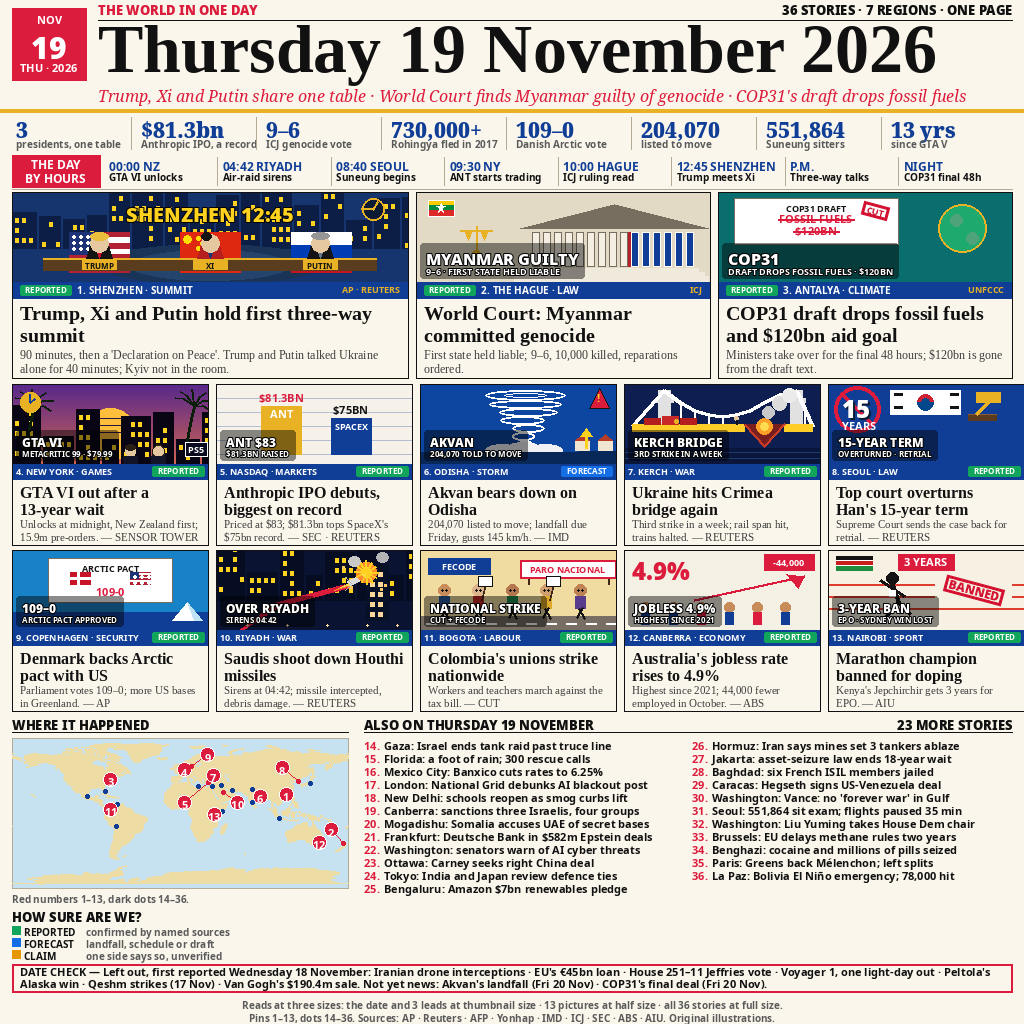 NOV
19
THU · 2026
THE WORLD IN ONE DAY
36 STORIES · 7 REGIONS · ONE PAGE
Thursday 19 November 2026
Trump, Xi and Putin share one table · World Court finds Myanmar guilty of genocide · COP31's draft drops fossil fuels
3
presidents, one table
$81.3bn
Anthropic IPO, a record
9–6
ICJ genocide vote
730,000+
Rohingya fled in 2017
109–0
Danish Arctic vote
204,070
listed to move
551,864
Suneung sitters
13 yrs
since GTA V
THE DAY
BY HOURS
00:00 NZ
GTA VI unlocks
04:42 RIYADH
Air-raid sirens
08:40 SEOUL
Suneung begins
09:30 NY
ANT starts trading
10:00 HAGUE
ICJ ruling read
12:45 SHENZHEN
Trump meets Xi
P.M.
Three-way talks
NIGHT
COP31 final 48h
SHENZHEN 12:45
TRUMP
XI
PUTIN
REPORTED 1. SHENZHEN · SUMMIT AP · REUTERS
Trump, Xi and Putin hold first three-way
summit
90 minutes, then a 'Declaration on Peace'. Trump and Putin talked Ukraine
alone for 40 minutes; Kyiv not in the room.
MYANMAR GUILTY
9–6 · FIRST STATE HELD LIABLE
REPORTED 2. THE HAGUE · LAW ICJ
World Court: Myanmar
committed genocide
First state held liable; 9–6, 10,000 killed, reparations
ordered.
COP31 DRAFT
FOSSIL FUELS
$120BN
CUT
COP31
DRAFT DROPS FOSSIL FUELS · $120BN
REPORTED 3. ANTALYA · CLIMATE UNFCCC
COP31 draft drops fossil fuels
and $120bn aid goal
Ministers take over for the final 48 hours; $120bn is gone
from the draft text.
GTA VI
METACRITIC 99 · $79.99
PS5
4. NEW YORK · GAMES REPORTED
GTA VI out after a
13-year wait
Unlocks at midnight, New Zealand first;
15.9m pre-orders. — SENSOR TOWER
$81.3BN
ANT
$75BN
SPACEX
ANT $83
$81.3BN RAISED
5. NASDAQ · MARKETS REPORTED
Anthropic IPO debuts,
biggest on record
Priced at $83; $81.3bn tops SpaceX's
$75bn record. — SEC · REUTERS
AKVAN
204,070 TOLD TO MOVE
6. ODISHA · STORM FORECAST
Akvan bears down on
Odisha
204,070 listed to move; landfall due
Friday, gusts 145 km/h. — IMD
KERCH BRIDGE
3RD STRIKE IN A WEEK
7. KERCH · WAR REPORTED
Ukraine hits Crimea
bridge again
Third strike in a week; rail span hit,
trains halted. — REUTERS
15
YEARS
15-YEAR TERM
OVERTURNED · RETRIAL
8. SEOUL · LAW REPORTED
Top court overturns
Han's 15-year term
Supreme Court sends the case back for
retrial. — REUTERS
ARCTIC PACT
109-0
109–0
ARCTIC PACT APPROVED
9. COPENHAGEN · SECURITY REPORTED
Denmark backs Arctic
pact with US
Parliament votes 109–0; more US bases
in Greenland. — AP
OVER RIYADH
SIRENS 04:42
10. RIYADH · WAR REPORTED
Saudis shoot down Houthi
missiles
Sirens at 04:42; missile intercepted,
debris damage. — REUTERS
FECODE
PARO NACIONAL
NATIONAL STRIKE
CUT + FECODE
11. BOGOTA · LABOUR REPORTED
Colombia's unions strike
nationwide
Workers and teachers march against the
tax bill. — CUT
4.9%
-44,000
JOBLESS 4.9%
HIGHEST SINCE 2021
12. CANBERRA · ECONOMY REPORTED
Australia's jobless rate
rises to 4.9%
Highest since 2021; 44,000 fewer
employed in October. — ABS
3 YEARS
BANNED
3-YEAR BAN
EPO · SYDNEY WIN LOST
13. NAIROBI · SPORT REPORTED
Marathon champion
banned for doping
Kenya's Jepchirchir gets 3 years for
EPO. — AIU
WHERE IT HAPPENED
9
4
7
8
3
5
10
6
1
11
13
2
12
Red numbers 1–13, dark dots 14–36.
HOW SURE ARE WE?
REPORTED confirmed by named sources
FORECAST landfall, schedule or draft
CLAIM one side says so, unverified
ALSO ON THURSDAY 19 NOVEMBER
23 MORE STORIES
14. Gaza: Israel ends tank raid past truce line
15. Florida: a foot of rain; 300 rescue calls
16. Mexico City: Banxico cuts rates to 6.25%
17. London: National Grid debunks AI blackout post
18. New Delhi: schools reopen as smog curbs lift
19. Canberra: sanctions three Israelis, four groups
20. Mogadishu: Somalia accuses UAE of secret bases
21. Frankfurt: Deutsche Bank in $582m Epstein deals
22. Washington: senators warn of AI cyber threats
23. Ottawa: Carney seeks right China deal
24. Tokyo: India and Japan review defence ties
25. Bengaluru: Amazon $7bn renewables pledge
26. Hormuz: Iran says mines set 3 tankers ablaze
27. Jakarta: asset-seizure law ends 18-year wait
28. Baghdad: six French ISIL members jailed
29. Caracas: Hegseth signs US-Venezuela deal
30. Washington: Vance: no 'forever war' in Gulf
31. Seoul: 551,864 sit exam; flights paused 35 min
32. Washington: Liu Yuming takes House Dem chair
33. Brussels: EU delays methane rules two years
34. Benghazi: cocaine and millions of pills seized
35. Paris: Greens back Mélenchon; left splits
36. La Paz: Bolivia El Niño emergency; 78,000 hit
DATE CHECK — Left out, first reported Wednesday 18 November: Iranian drone interceptions · EU's €45bn loan · House 251–11 Jeffries vote · Voyager 1, one light-day out · Peltola's
Alaska win · Qeshm strikes (17 Nov) · Van Gogh's $190.4m sale. Not yet news: Akvan's landfall (Fri 20 Nov) · COP31's final deal (Fri 20 Nov).
Reads at three sizes: the date and 3 leads at thumbnail size · 13 pictures at half size · all 36 stories at full size.
Pins 1–13, dots 14–36. Sources: AP · Reuters · AFP · Yonhap · IMD · ICJ · SEC · ABS · AIU. Original illustrations.